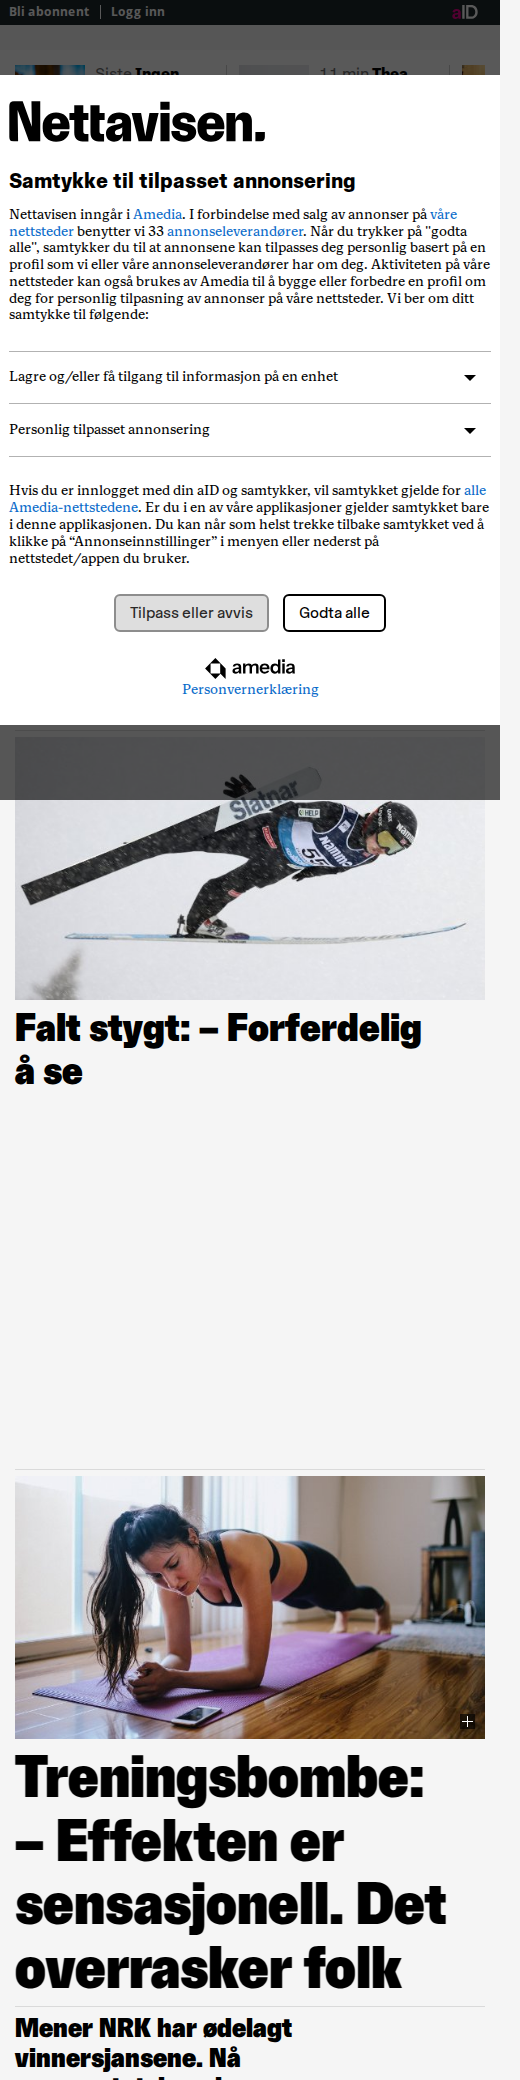 Bli abonnent | Logg inn
aID
Siste Ingen
11 min Thea
Nettavisen.
Samtykke til tilpasset annonsering
Nettavisen inngår i Amedia. I forbindelse med salg av annonser på våre
nettsteder benytter vi 33 annonseleverandører. Når du trykker på "godta
alle", samtykker du til at annonsene kan tilpasses deg personlig basert på en
profil som vi eller våre annonseleverandører har om deg. Aktiviteten på våre
nettsteder kan også brukes av Amedia til å bygge eller forbedre en profil om
deg for personlig tilpasning av annonser på våre nettsteder. Vi ber om ditt
samtykke til følgende:
Lagre og/eller få tilgang til informasjon på en enhet
Personlig tilpasset annonsering
Hvis du er innlogget med din aID og samtykker, vil samtykket gjelde for alle
Amedia-nettstedene. Er du i en av våre applikasjoner gjelder samtykket bare
i denne applikasjonen. Du kan når som helst trekke tilbake samtykket ved å
klikke på “Annonseinnstillinger” i menyen eller nederst på
nettstedet/appen du bruker.
Tilpass eller avvis
Godta alle
amedia
Personvernerklæring
Slatnar
HELP
Nammo
55
Falt stygt: – Forferdelig
å se
Treningsbombe:
– Effekten er
sensasjonell. Det
overrasker folk
Mener NRK har ødelagt
vinnersjansene. Nå